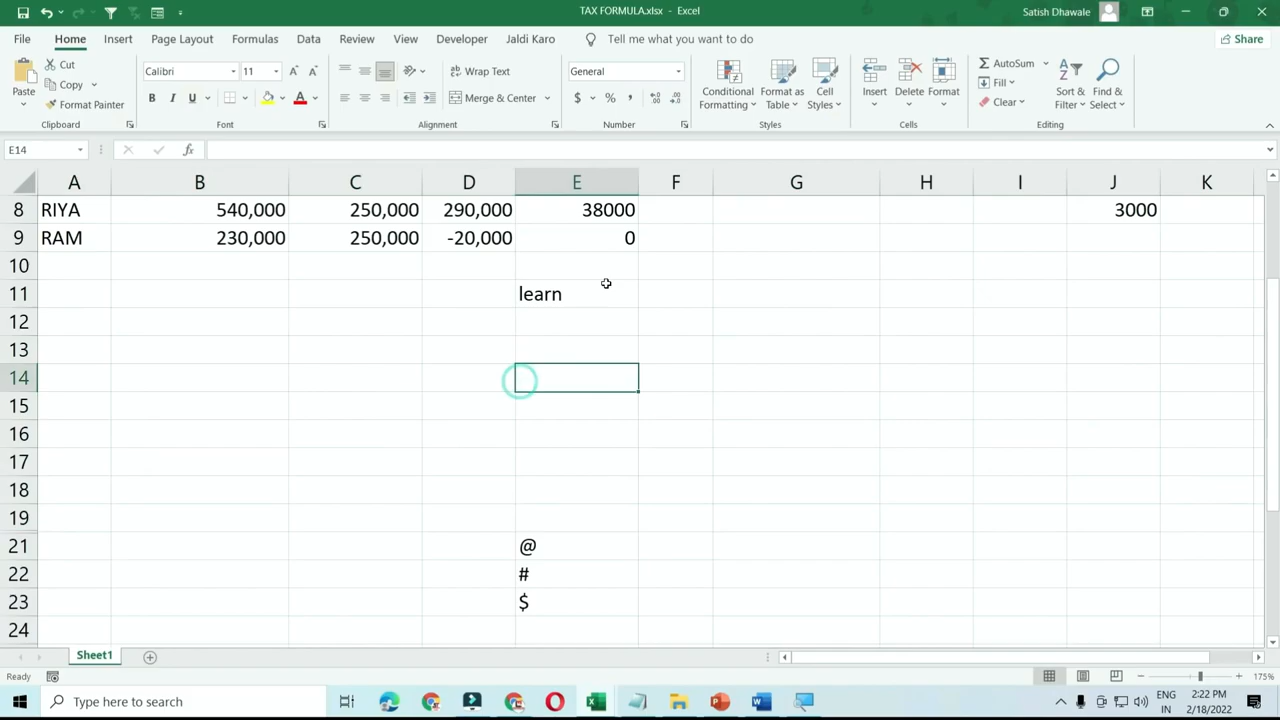 TAX FORMULA.xlsx - Excel
Satish Dhawale
File Home Insert Page Layout Formulas Data Review View Developer Jaldi Karo Tell me what you want to do Share
Paste
Cut
Copy
Format Painter
Clipboard
Calibri 11
B I U A
Font
Wrap Text
Merge & Center
Alignment
General
$ % ,
Number
Conditional Formatting
Format as Table
Cell Styles
Styles
Insert Delete Format
Cells
AutoSum
Fill
Clear
Sort & Filter
Find & Select
Editing
E14 fx
A B C D E F G H I J K
8 RIYA 540,000 250,000 290,000 38000 3000
9 RAM 230,000 250,000 -20,000 0
10
11 learn
12
13
14
15
16
17
18
19
21 @
22 #
23 $
24
Sheet1
Ready 175%
Type here to search
ENG IN
2:22 PM
2/18/2022